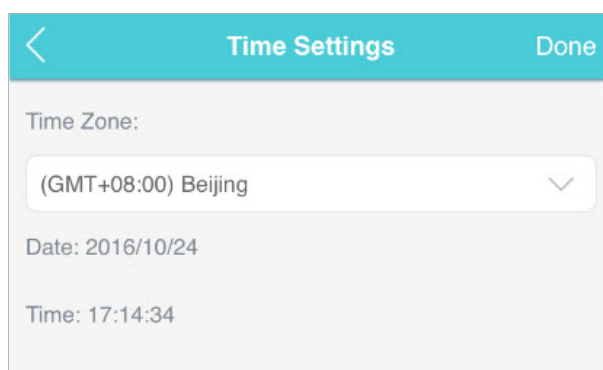 Time Settings Done
Time Zone:
(GMT+08:00) Beijing
Date: 2016/10/24
Time: 17:14:34